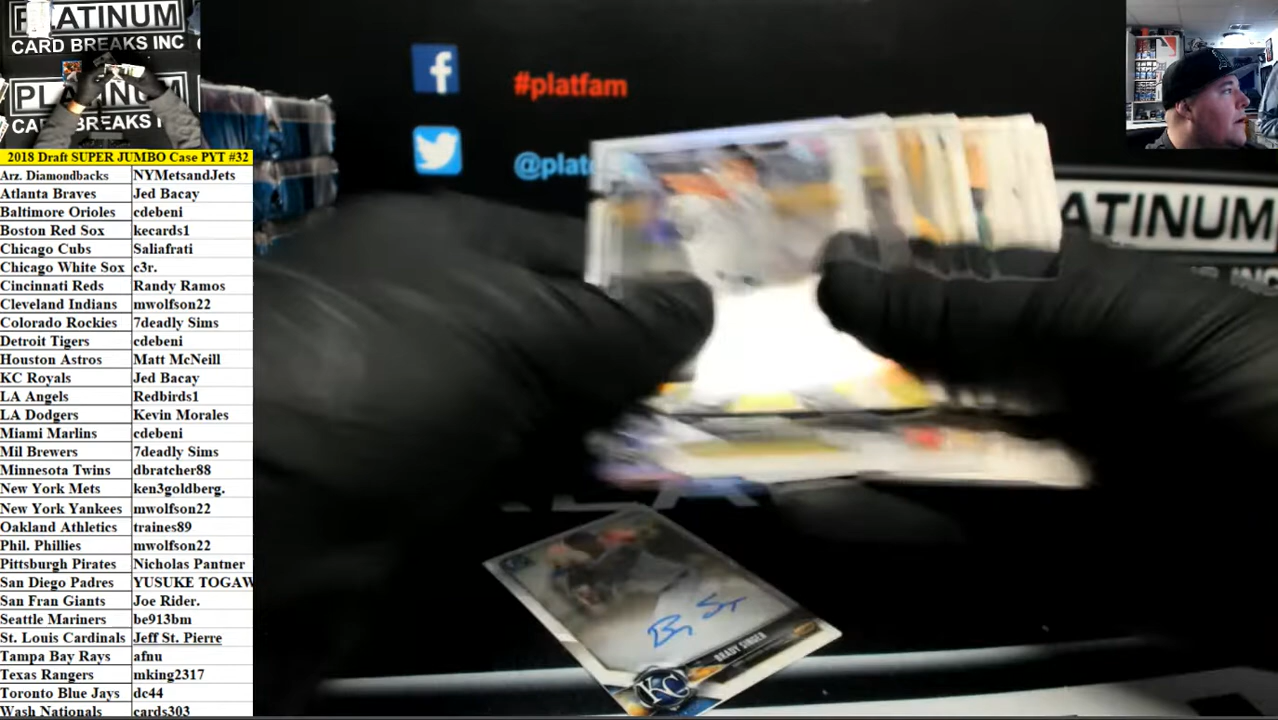 PLATINUM
CARD BREAKS INC
PLATINUM
CARD BREAKS
#platfam
2018 Draft SUPER JUMBO Case PYT #32
Arz. Diamondbacks NYMetsandJets
Atlanta Braves Jed Bacay
Baltimore Orioles cdebeni
Boston Red Sox kecards1
Chicago Cubs Saliafrati
Chicago White Sox c3r.
Cincinnati Reds Randy Ramos
Cleveland Indians mwolfson22
Colorado Rockies 7deadly Sims
Detroit Tigers cdebeni
Houston Astros Matt McNeill
KC Royals Jed Bacay
LA Angels Redbirds1
LA Dodgers Kevin Morales
Miami Marlins cdebeni
Mil Brewers 7deadly Sims
Minnesota Twins dbratcher88
New York Mets ken3goldberg.
New York Yankees mwolfson22
Oakland Athletics traines89
Phil. Phillies mwolfson22
Pittsburgh Pirates Nicholas Pantner
San Diego Padres YUSUKE TOGAW
San Fran Giants Joe Rider.
Seattle Mariners be913bm
St. Louis Cardinals Jeff St. Pierre
Tampa Bay Rays afnu
Texas Rangers mking2317
Toronto Blue Jays dc44
Wash Nationals cards303
@plat
ATINUM
INC
BRADY SINGER
KC